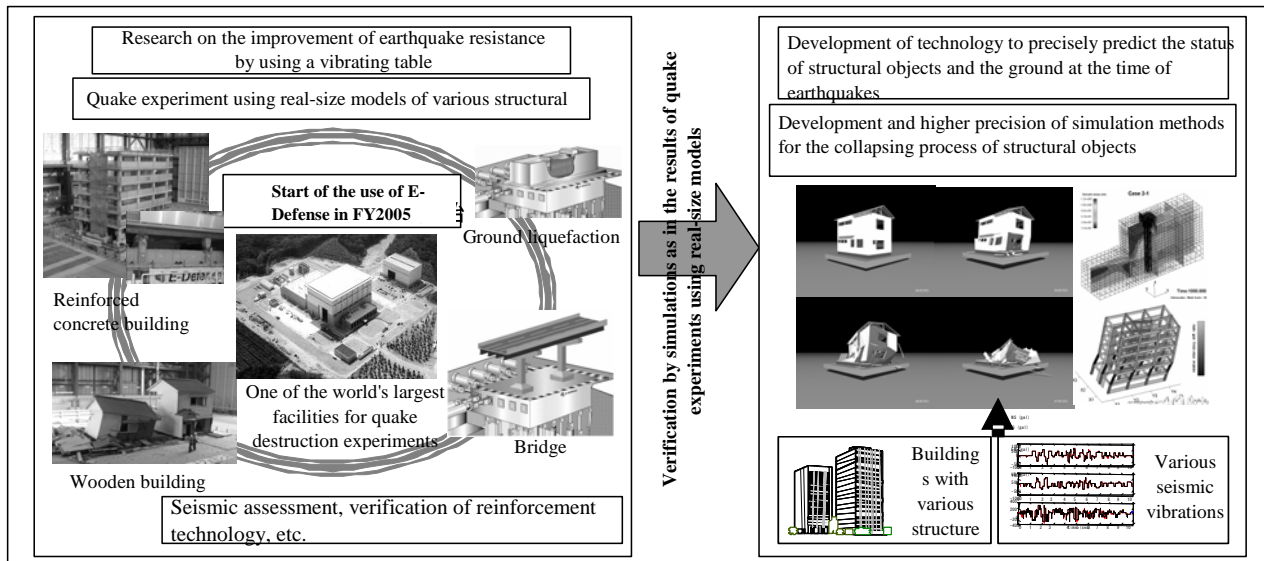 Research on the improvement of earthquake resistance
by using a vibrating table
Quake experiment using real-size models of various structural
Start of the use of E-
Defense in FY2005
Ground liquefaction
E-Defense
Reinforced
concrete building
One of the world's largest
facilities for quake
destruction experiments
Bridge
Wooden building
Seismic assessment, verification of reinforcement
technology, etc.
Verification by simulations as in the results of quake
experiments using real-size models
Development of technology to precisely predict the status
of structural objects and the ground at the time of
earthquakes
Development and higher precision of simulation methods
for the collapsing process of structural objects
Case 2-1
Building
s with
various
structure
Various
seismic
vibrations